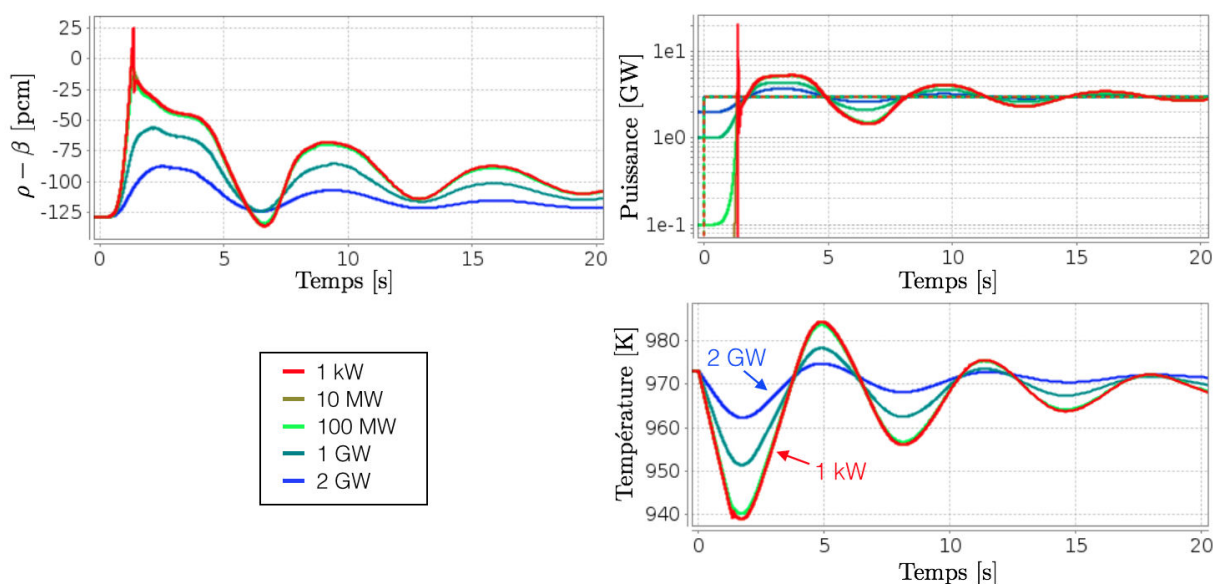 25
0
-25
-50
-75
-100
-125
ρ − β [pcm]
0 5 10 15 20
Temps [s]
1e1
1e0
1e-1
Puissance [GW]
0 5 10 15 20
Temps [s]
1 kW
10 MW
100 MW
1 GW
2 GW
980
970
960
950
940
Température [K]
2 GW
1 kW
0 5 10 15 20
Temps [s]